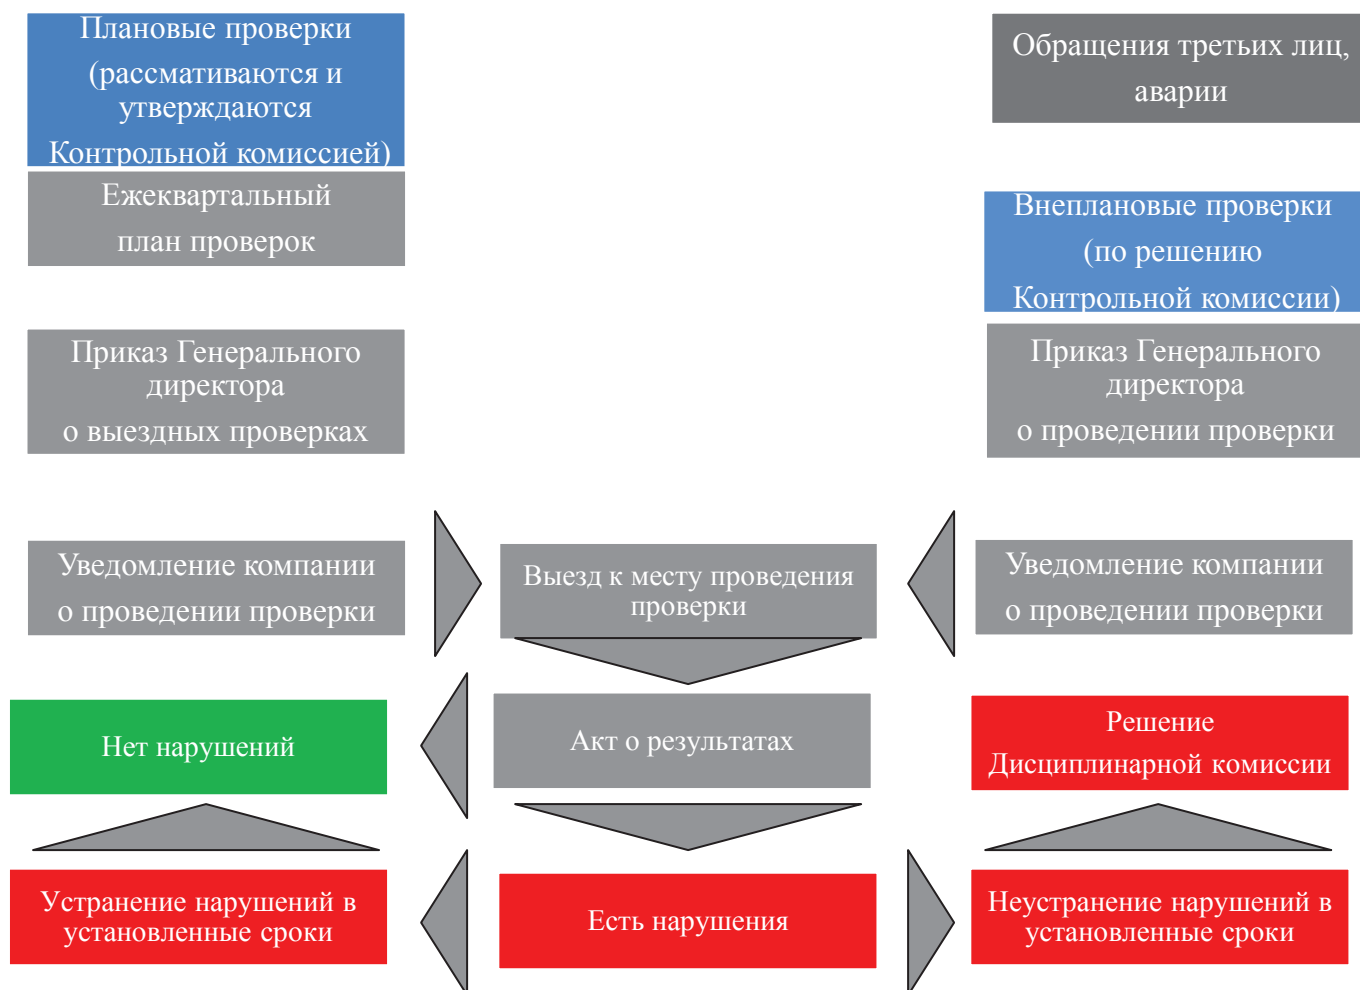 Плановые проверки
(рассмативаются и
утверждаются
Контрольной комиссией)
Ежеквартальный
план проверок
Приказ Генерального
директора
о выездных проверках
Уведомление компании
о проведении проверки
Обращения третьих лиц,
аварии
Внеплановые проверки
(по решению
Контрольной комиссии)
Приказ Генерального
директора
о проведении проверки
Уведомление компании
о проведении проверки
Выезд к месту проведения
проверки
Нет нарушений
Акт о результатах
Решение
Дисциплинарной комиссии
Устранение нарушений в
установленные сроки
Есть нарушения
Неустранение нарушений в
установленные сроки